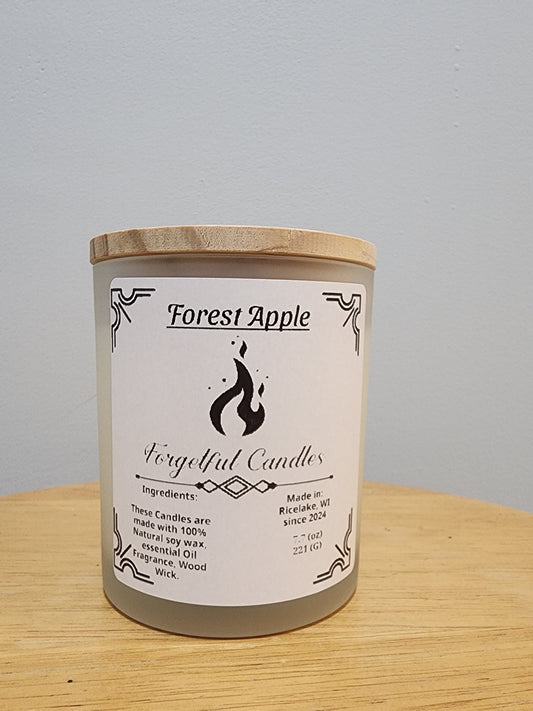 Forest Apple
Forgetful Candles
Ingredients:
These Candles are
made with 100%
Natural soy wax,
essential Oil
Fragrance, Wood
Wick.
Made in:
Ricelake, WI
since 2024
7.7 (oz)
221 (G)